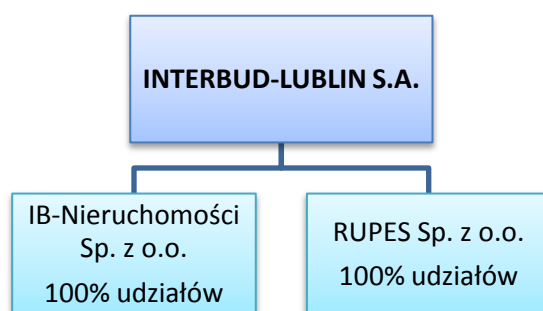 INTERBUD-LUBLIN S.A.
IB-Nieruchomości
Sp. z o.o.
100% udziałów
RUPES Sp. z o.o.
100% udziałów